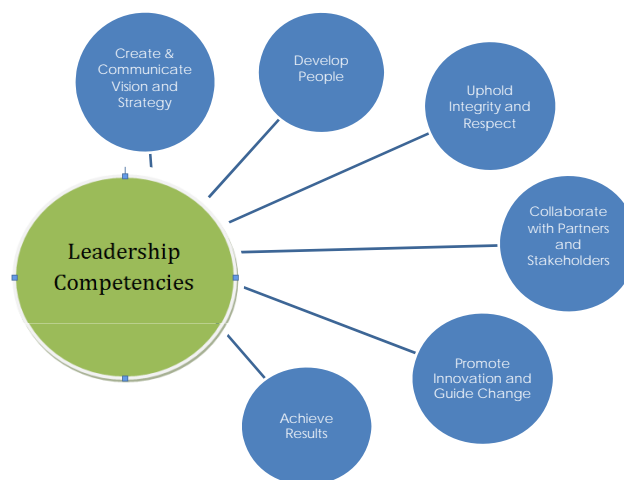 Create &
Communicate
Vision and
Strategy
Develop
People
Uphold
Integrity and
Respect
Collaborate
with Partners
and
Stakeholders
Leadership
Competencies
Promote
Innovation and
Guide Change
Achieve
Results